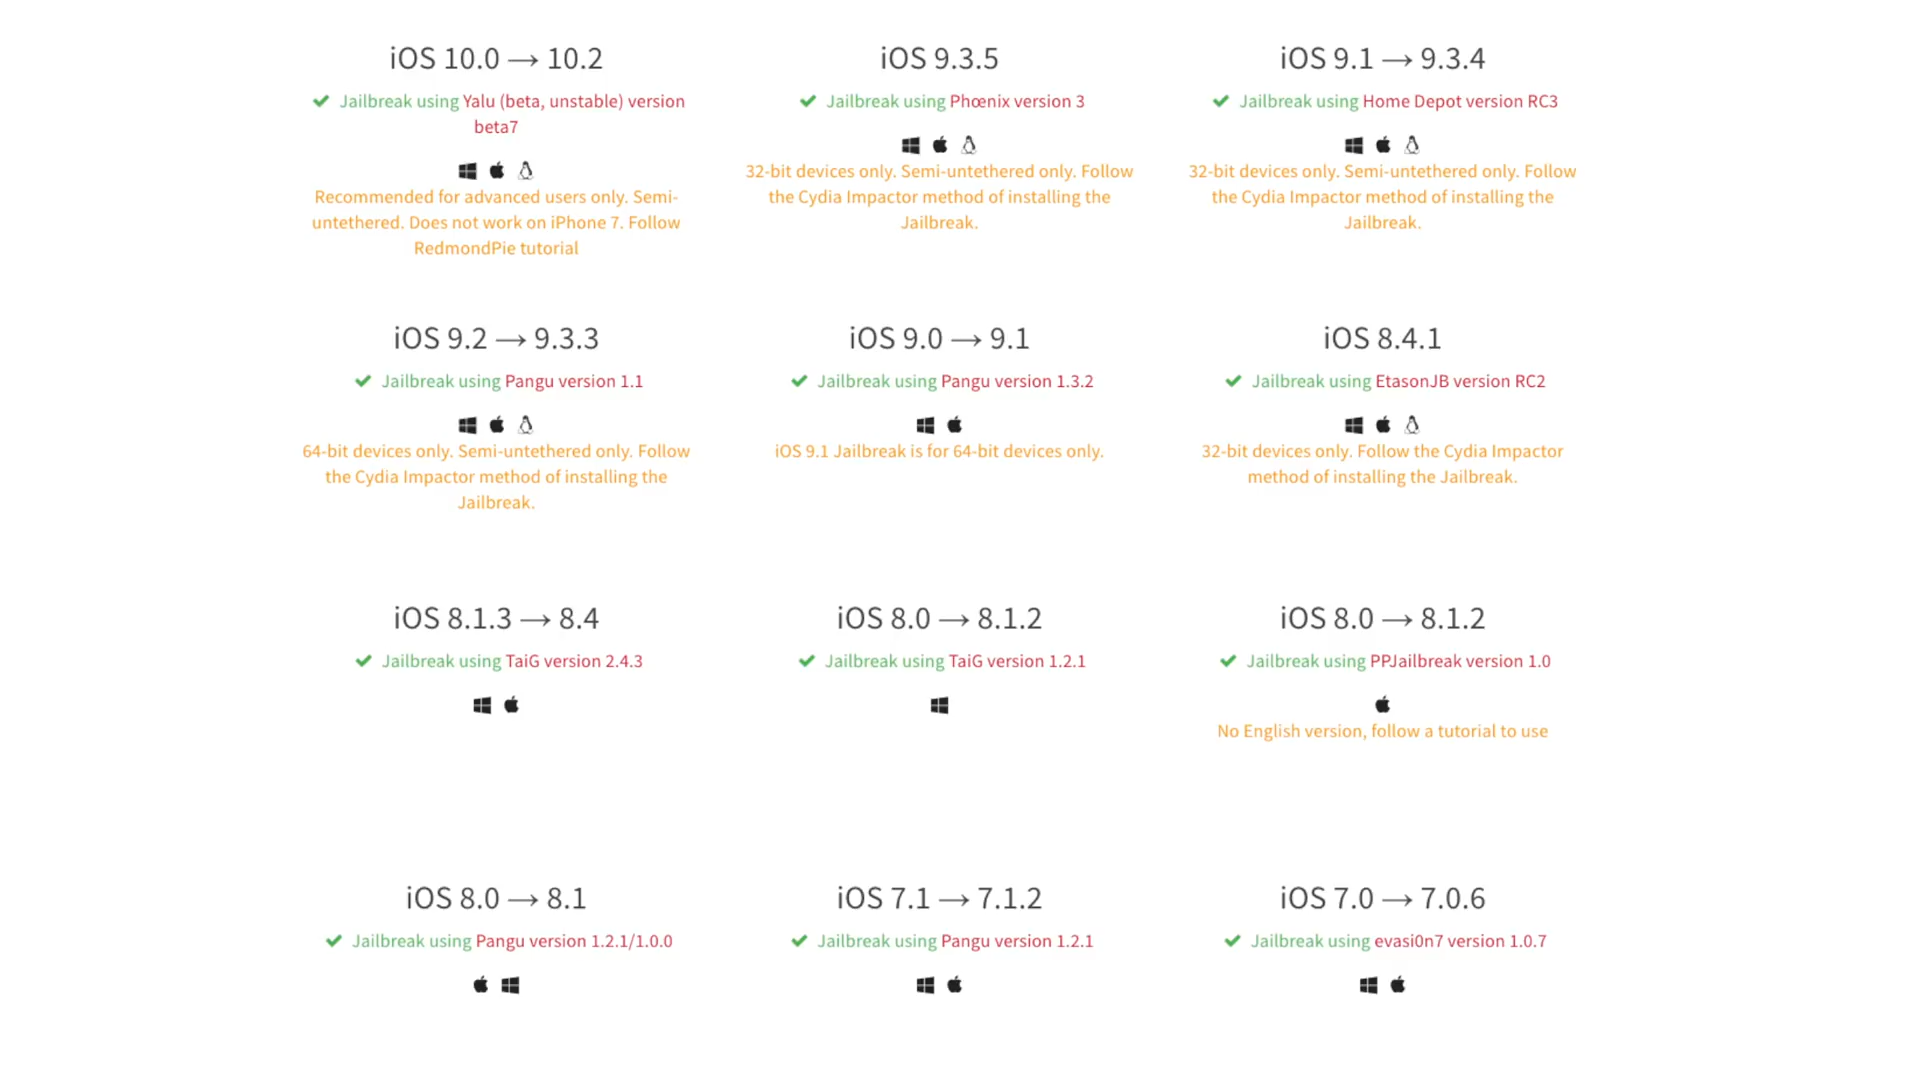 iOS 10.0 → 10.2
Jailbreak using Yalu (beta, unstable) version
beta7
Recommended for advanced users only. Semi-
untethered. Does not work on iPhone 7. Follow
RedmondPie tutorial
iOS 9.3.5
Jailbreak using Phœnix version 3
32-bit devices only. Semi-untethered only. Follow
the Cydia Impactor method of installing the
Jailbreak.
iOS 9.1 → 9.3.4
Jailbreak using Home Depot version RC3
32-bit devices only. Semi-untethered only. Follow
the Cydia Impactor method of installing the
Jailbreak.
iOS 9.2 → 9.3.3
Jailbreak using Pangu version 1.1
64-bit devices only. Semi-untethered only. Follow
the Cydia Impactor method of installing the
Jailbreak.
iOS 9.0 → 9.1
Jailbreak using Pangu version 1.3.2
iOS 9.1 Jailbreak is for 64-bit devices only.
iOS 8.4.1
Jailbreak using EtasonJB version RC2
32-bit devices only. Follow the Cydia Impactor
method of installing the Jailbreak.
iOS 8.1.3 → 8.4
Jailbreak using TaiG version 2.4.3
iOS 8.0 → 8.1.2
Jailbreak using TaiG version 1.2.1
iOS 8.0 → 8.1.2
Jailbreak using PPJailbreak version 1.0
No English version, follow a tutorial to use
iOS 8.0 → 8.1
Jailbreak using Pangu version 1.2.1/1.0.0
iOS 7.1 → 7.1.2
Jailbreak using Pangu version 1.2.1
iOS 7.0 → 7.0.6
Jailbreak using evasi0n7 version 1.0.7